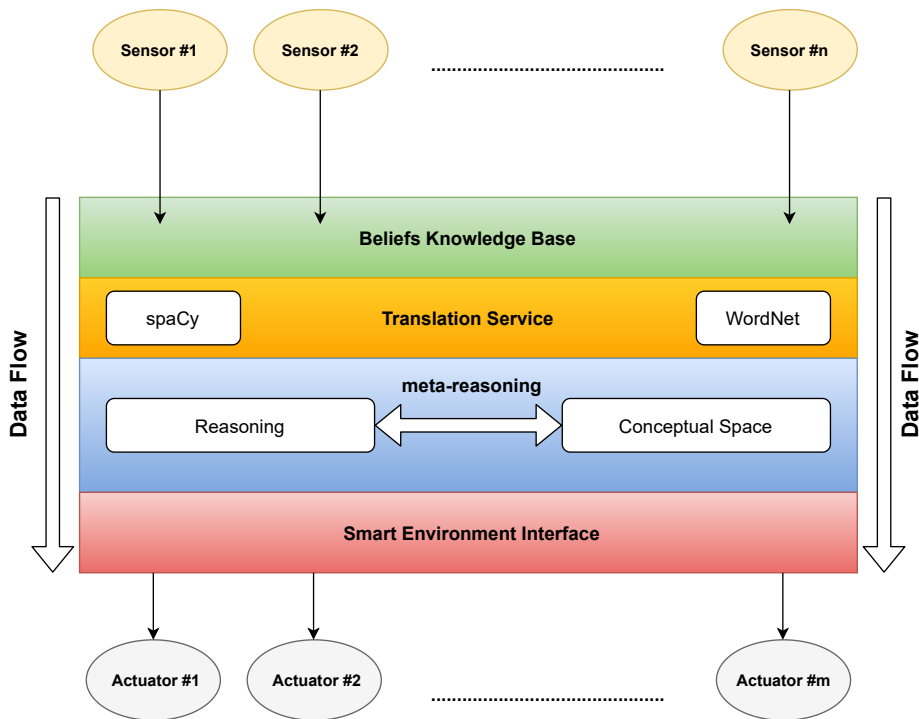 Sensor #1
Sensor #2
..................................................
Sensor #n
Beliefs Knowledge Base
spaCy
Translation Service
WordNet
meta-reasoning
Reasoning
Conceptual Space
Data Flow
Data Flow
Smart Environment Interface
Actuator #1
Actuator #2
..................................................
Actuator #m